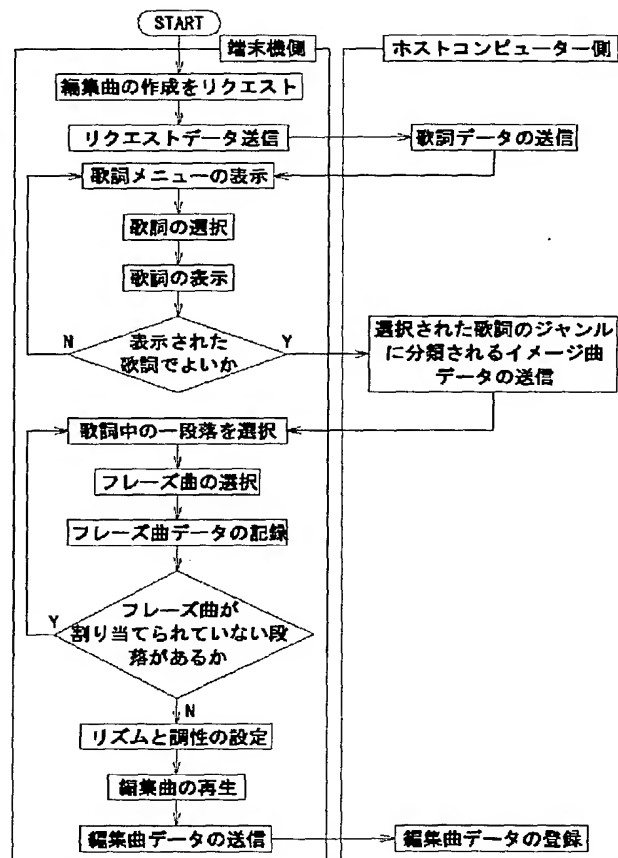 START
端末機側
ホストコンピューター側
編集曲の作成をリクエスト
リクエストデータ送信
歌詞データの送信
歌詞メニューの表示
歌詞の選択
歌詞の表示
N
表示された
歌詞でよいか
Y
選択された歌詞のジャンル
に分類されるイメージ曲
データの送信
歌詞中の一段落を選択
フレーズ曲の選択
フレーズ曲データの記録
Y
フレーズ曲が
割り当てられていない段
落があるか
N
リズムと調性の設定
編集曲の再生
編集曲データの送信
編集曲データの登録